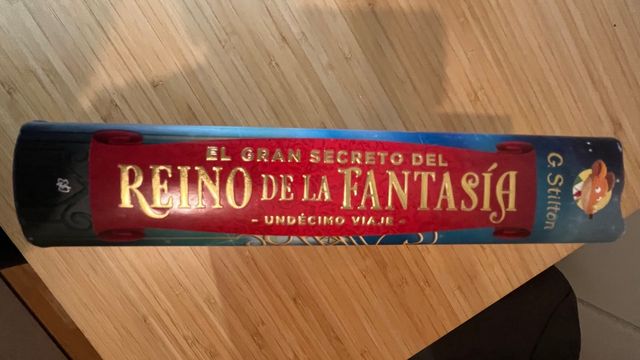 EL GRAN SECRETO DEL
REINO DE LA FANTASÍA
- UNDÉCIMO VIAJE -
G. Stilton